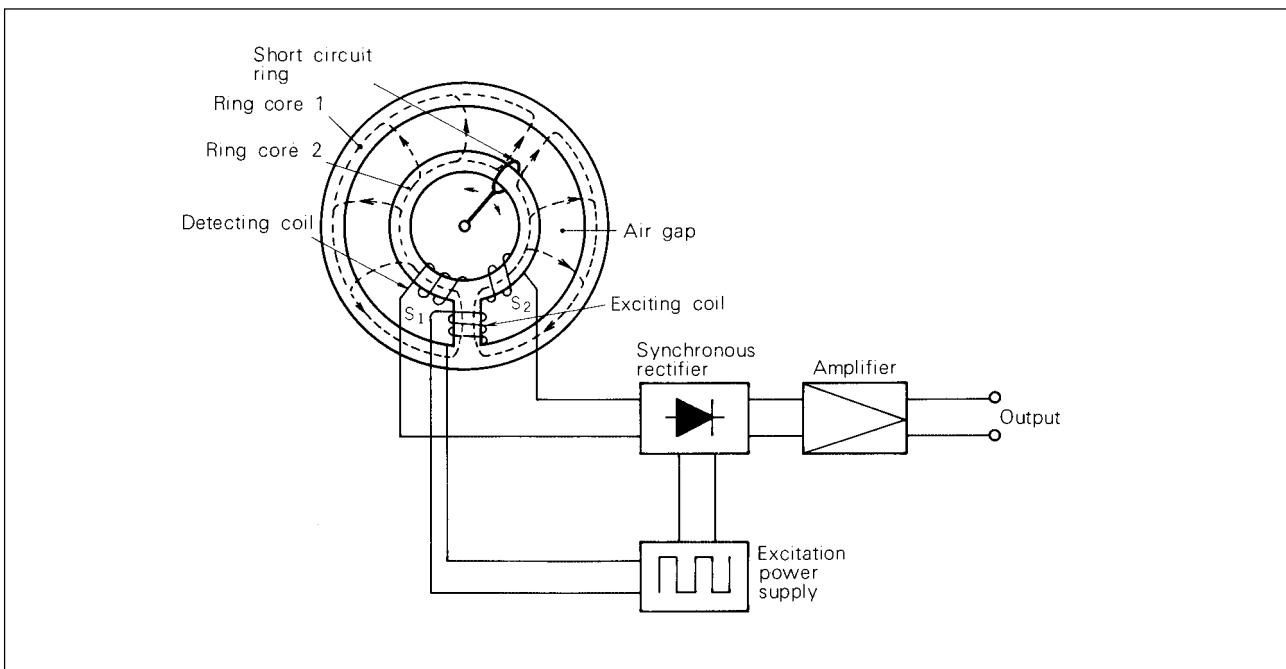 Short circuit
ring
Ring core 1
Ring core 2
Detecting coil
Air gap
S₁
S₂
Exciting coil
Synchronous
rectifier
Amplifier
Output
Excitation
power
supply